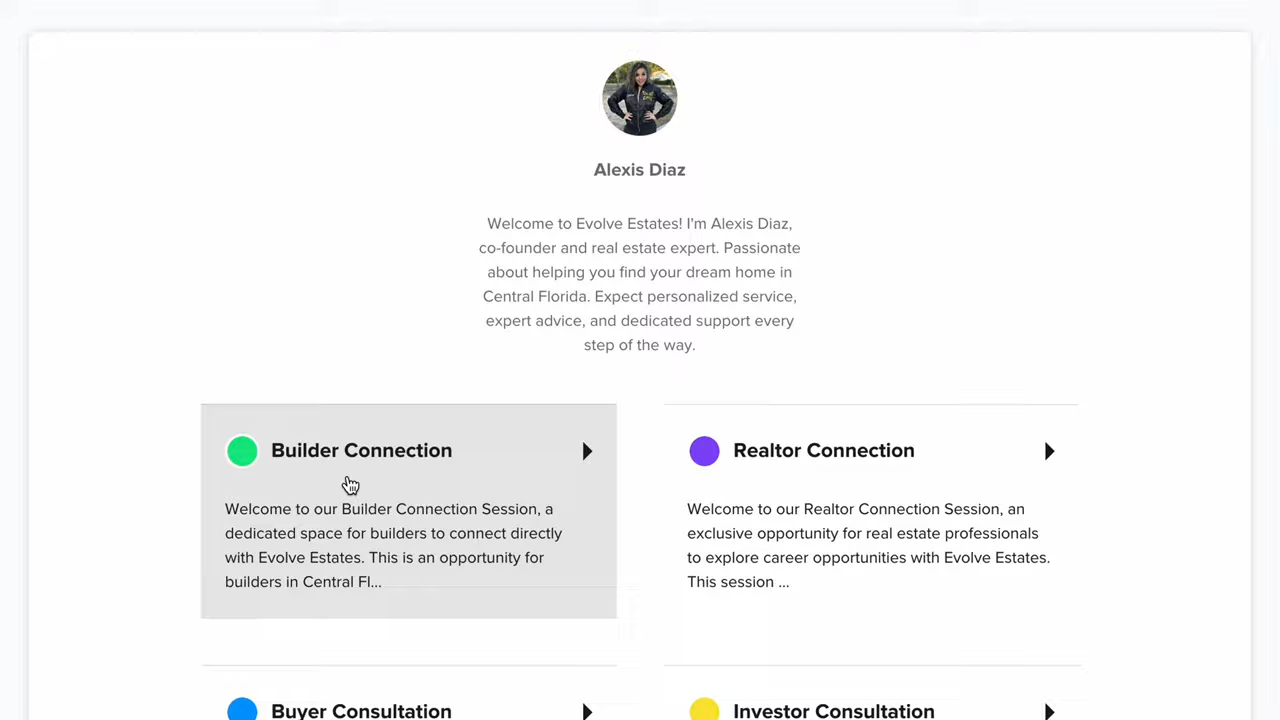 Alexis Diaz
Welcome to Evolve Estates! I'm Alexis Diaz,
co-founder and real estate expert. Passionate
about helping you find your dream home in
Central Florida. Expect personalized service,
expert advice, and dedicated support every
step of the way.
Builder Connection
Welcome to our Builder Connection Session, a
dedicated space for builders to connect directly
with Evolve Estates. This is an opportunity for
builders in Central Fl...
Realtor Connection
Welcome to our Realtor Connection Session, an
exclusive opportunity for real estate professionals
to explore career opportunities with Evolve Estates.
This session ...
Buyer Consultation
Investor Consultation